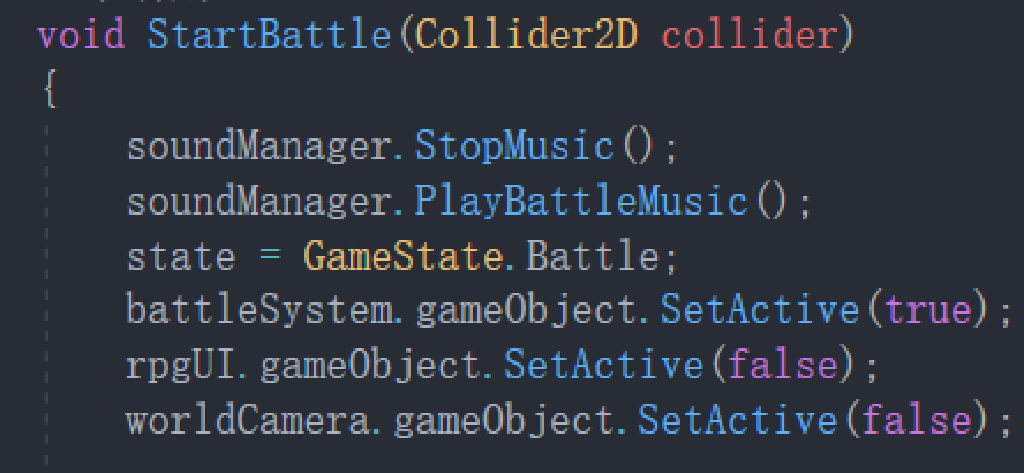 void StartBattle(Collider2D collider)
{
soundManager.StopMusic();
soundManager.PlayBattleMusic();
state = GameState.Battle;
battleSystem.gameObject.SetActive(true);
rpgUI.gameObject.SetActive(false);
worldCamera.gameObject.SetActive(false);